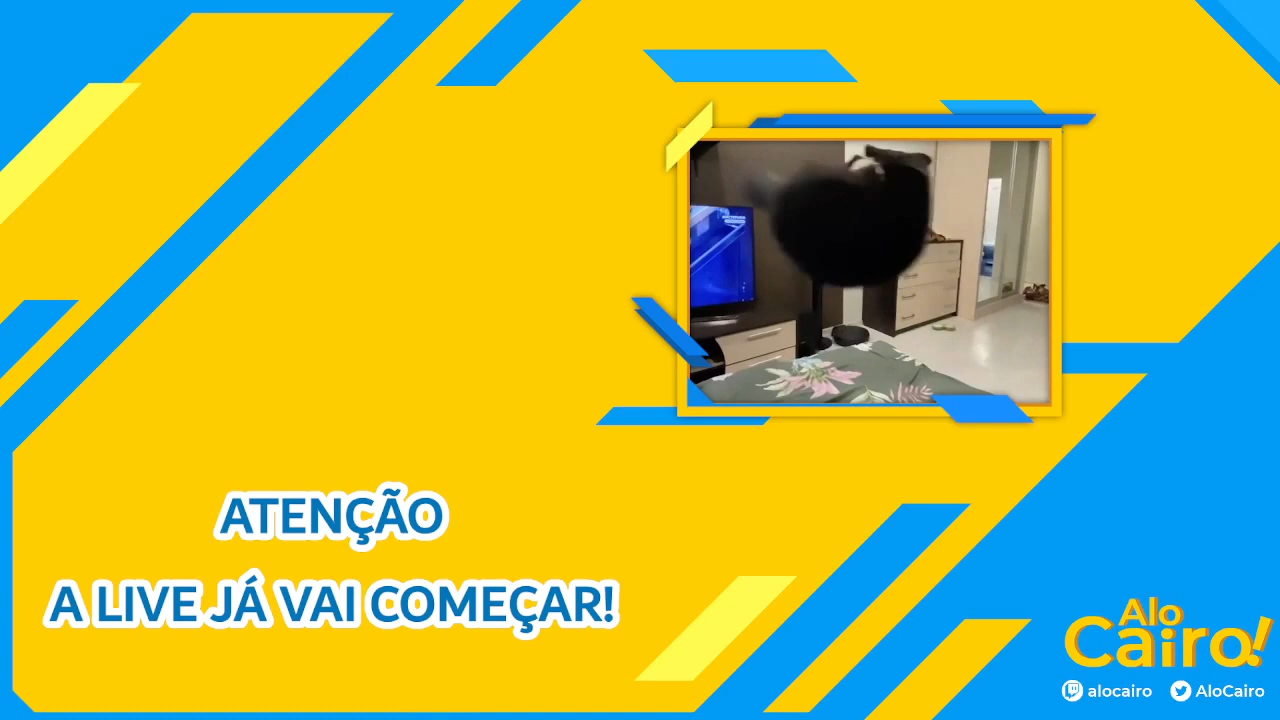 ATENÇÃO
A LIVE JÁ VAI COMEÇAR!
Alo
Cairo!
alocairo AloCairo